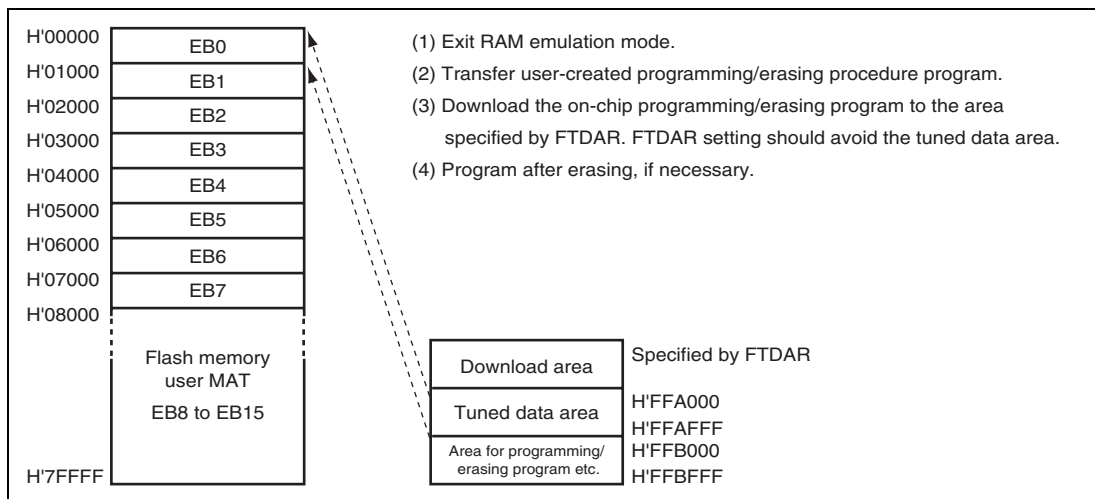 H'00000
EB0
H'01000
EB1
H'02000
EB2
H'03000
EB3
H'04000
EB4
H'05000
EB5
H'06000
EB6
H'07000
EB7
H'08000
Flash memory
user MAT
EB8 to EB15
H'7FFFF
(1) Exit RAM emulation mode.
(2) Transfer user-created programming/erasing procedure program.
(3) Download the on-chip programming/erasing program to the area
specified by FTDAR. FTDAR setting should avoid the tuned data area.
(4) Program after erasing, if necessary.
Download area
Specified by FTDAR
Tuned data area
H'FFA000
H'FFAFFF
Area for programming/
erasing program etc.
H'FFB000
H'FFBFFF